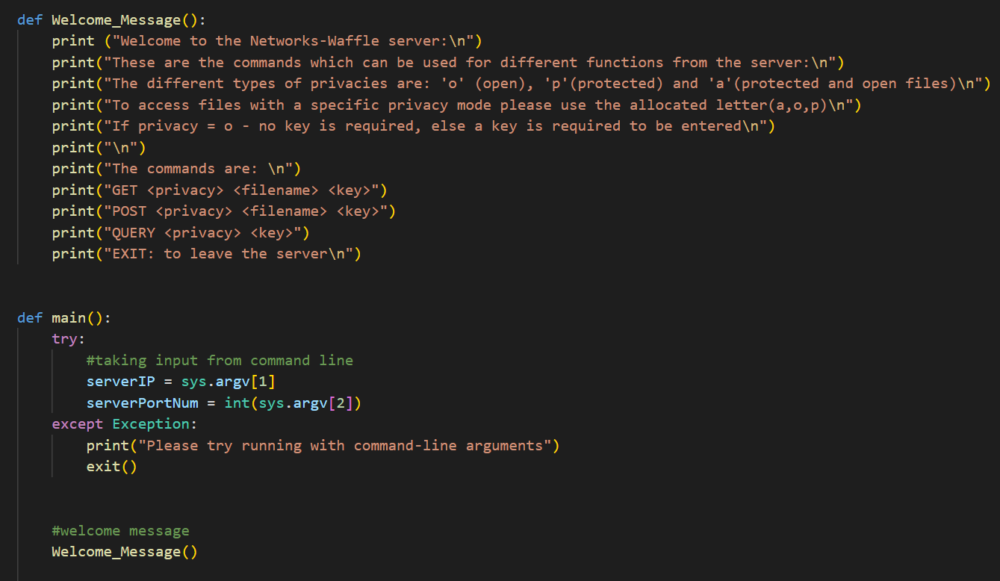 def Welcome_Message():
    print ("Welcome to the Networks-Waffle server:\n")
    print("These are the commands which can be used for different functions from the server:\n")
    print("The different types of privacies are: 'o' (open), 'p'(protected) and 'a'(protected and open files)\n")
    print("To access files with a specific privacy mode please use the allocated letter(a,o,p)\n")
    print("If privacy = o - no key is required, else a key is required to be entered\n")
    print("\n")
    print("The commands are: \n")
    print("GET <privacy> <filename> <key>")
    print("POST <privacy> <filename> <key>")
    print("QUERY <privacy> <key>")
    print("EXIT: to leave the server\n")
def main():
    try:
        #taking input from command line
        serverIP = sys.argv[1]
        serverPortNum = int(sys.argv[2])
    except Exception:
        print("Please try running with command-line arguments")
        exit()
    #welcome message
    Welcome_Message()